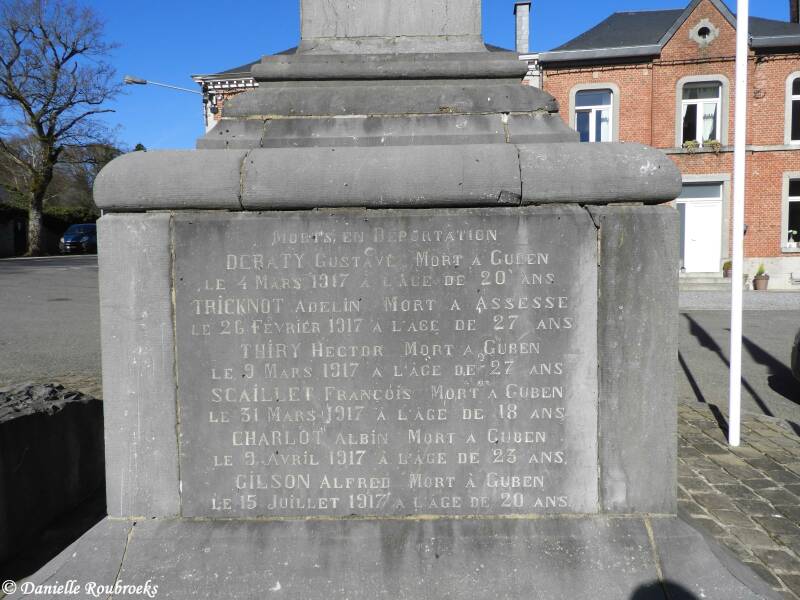 MORTS EN DÉPORTATION
DERATY GUSTAVE MORT À GUBEN
LE 4 MARS 1917 À L'ÂGE DE 20 ANS
TRICKNOT ADELIN MORT À ASSESSE
LE 26 FÉVRIER 1917 À L'ÂGE DE 27 ANS
THIRY HECTOR MORT À GUBEN
LE 9 MARS 1917 À L'ÂGE DE 27 ANS
SCAILLET FRANÇOIS MORT À GUBEN
LE 31 MARS 1917 À L'ÂGE DE 18 ANS
CHARLOT ALBIN MORT À GUBEN
LE 9 AVRIL 1917 À L'ÂGE DE 23 ANS
GILSON ALFRED MORT À GUBEN
LE 15 JUILLET 1917 À L'ÂGE DE 20 ANS
© Danielle Roubroeks